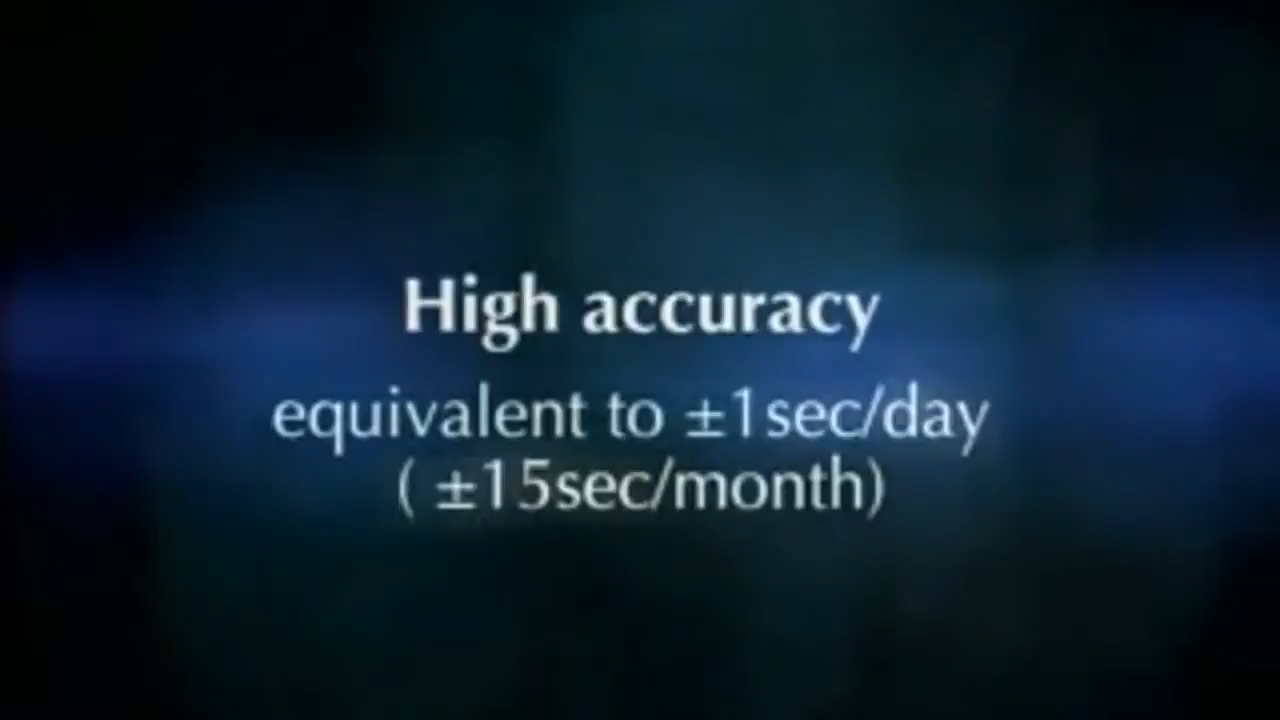 High accuracy
equivalent to ±1sec/day
( ±15sec/month)